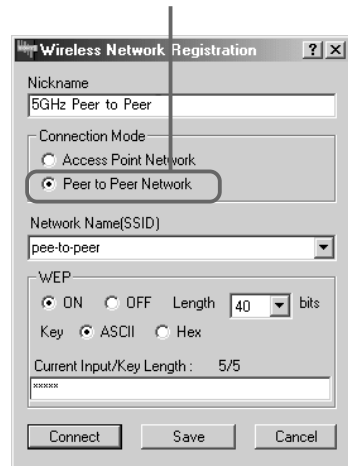 Wireless Network Registration ? x
Nickname
5GHz Peer to Peer
Connection Mode
Access Point Network
Peer to Peer Network
Network Name(SSID)
pee-to-peer
WEP
ON OFF Length 40 bits
Key ASCII Hex
Current Input/Key Length : 5/5
*****
Connect Save Cancel